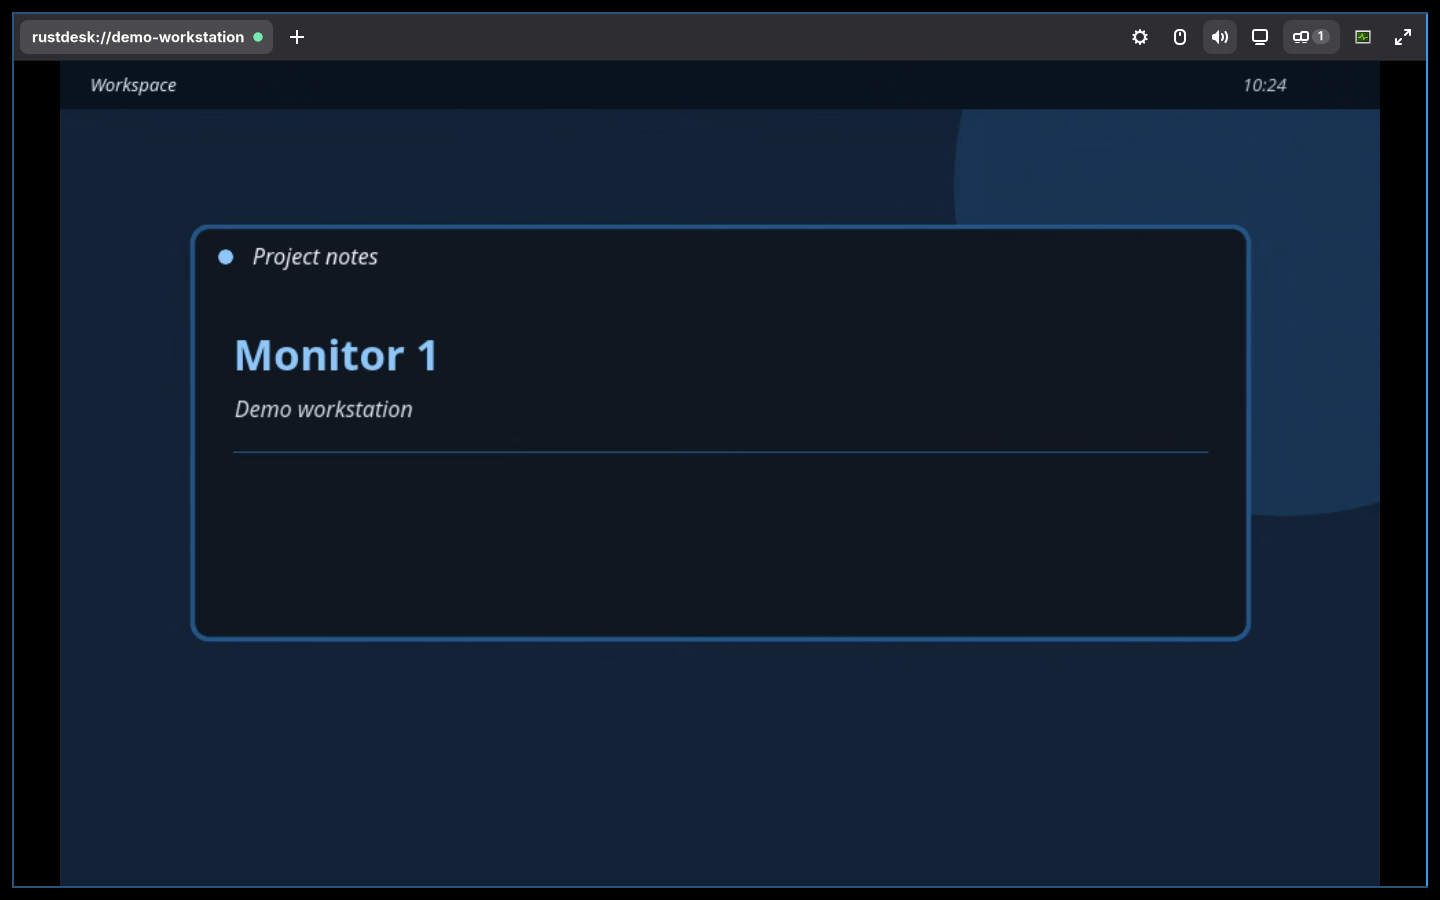 rustdesk://demo-workstation
1
Workspace
10:24
Project notes
Monitor 1
Demo workstation